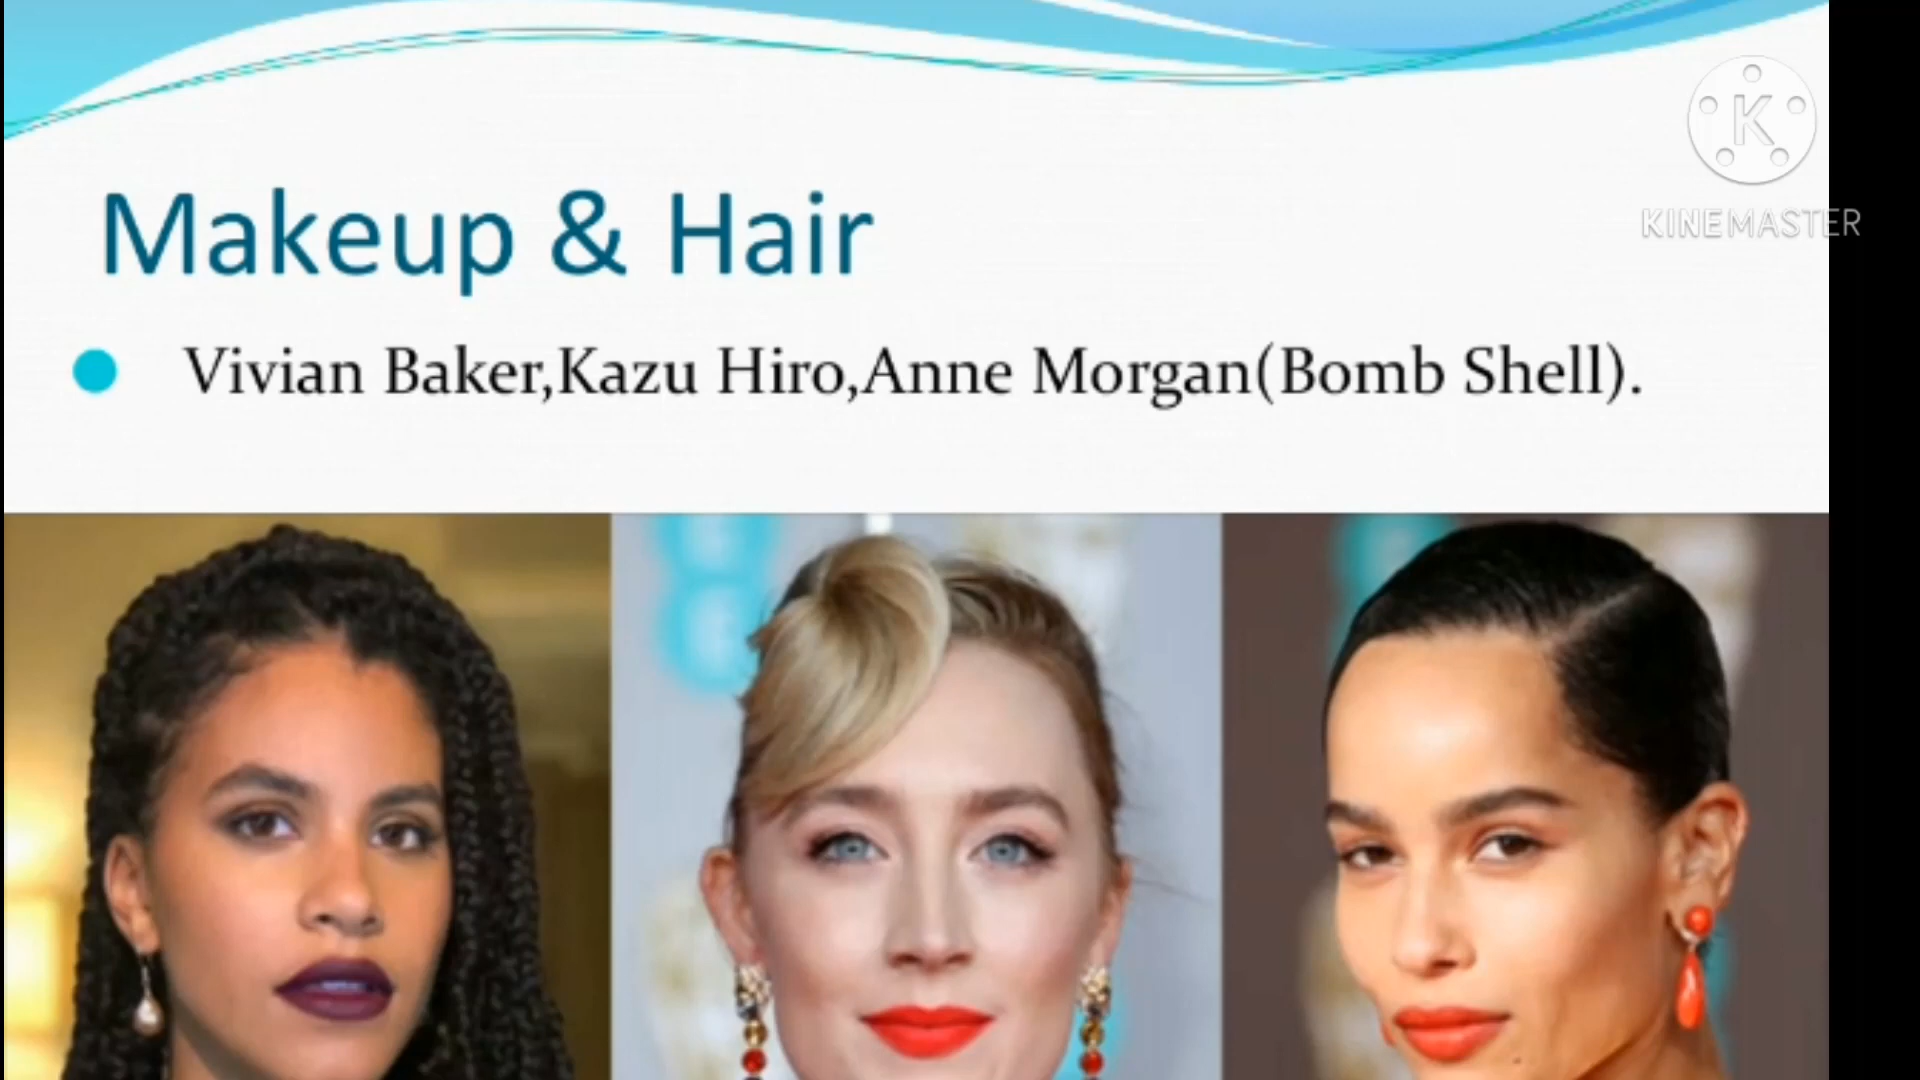 K
KINEMASTER
Makeup & Hair
Vivian Baker,Kazu Hiro,Anne Morgan(Bomb Shell).